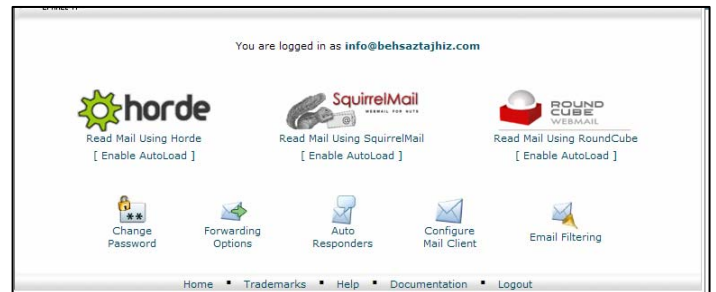 You are logged in as info@behsaztajhiz.com
horde
SquirrelMail
WEBMAIL FOR NUTS
ROUND
CUBE
WEBMAIL
Read Mail Using Horde
Read Mail Using SquirrelMail
Read Mail Using RoundCube
[ Enable AutoLoad ]
[ Enable AutoLoad ]
[ Enable AutoLoad ]
Change
Password
Forwarding
Options
Auto
Responders
Configure
Mail Client
Email Filtering
Home ▪ Trademarks ▪ Help ▪ Documentation ▪ Logout